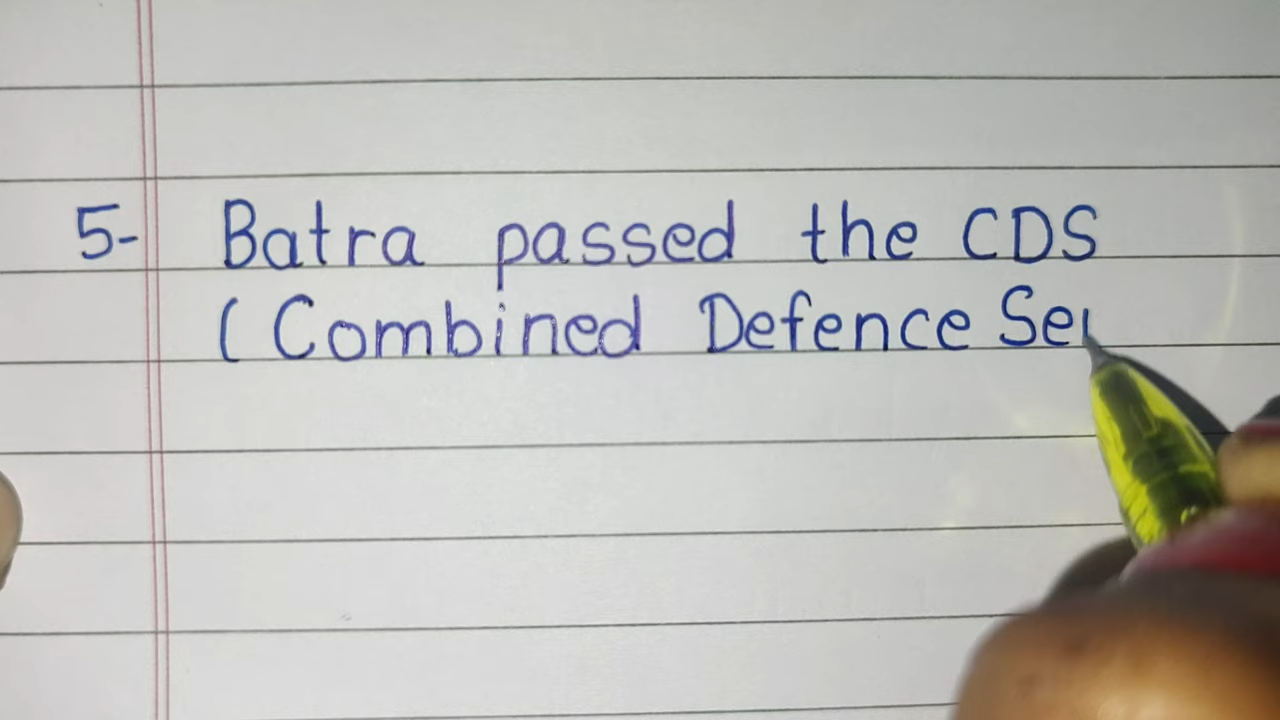 5- Batra passed the CDS
(Combined Defence Se